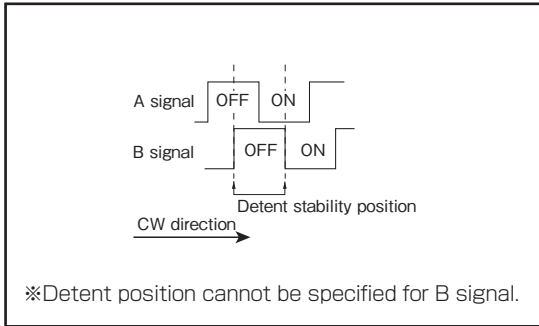 A signal OFF ON
B signal OFF ON
Detent stability position
CW direction
※Detent position cannot be specified for B signal.